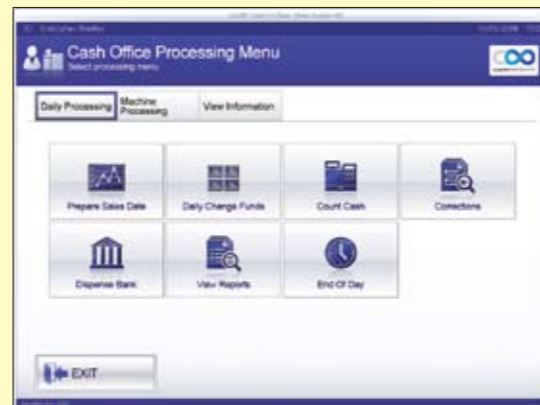 Cash Office Processing Menu
Select processing menu
Daily Processing
Machine
Processing
View Information
Prepare Sales Data
Daily Change Funds
Count Cash
Corrections
Dispense Bank
View Reports
End Of Day
EXIT